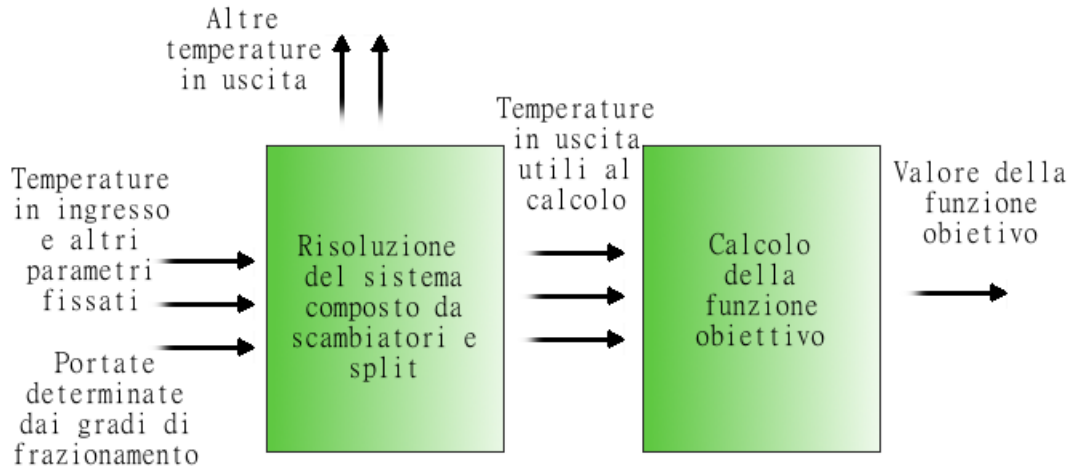 Altre
temperature
in uscita
Temperature
in ingresso
e altri
parametri
fissati
Portate
determinate
dai gradi di
frazionamento
Risoluzione
del sistema
composto da
scambiatori e
split
Temperature
in uscita
utili al
calcolo
Calcolo
della
funzione
obiettivo
Valore della
funzione
obietivo